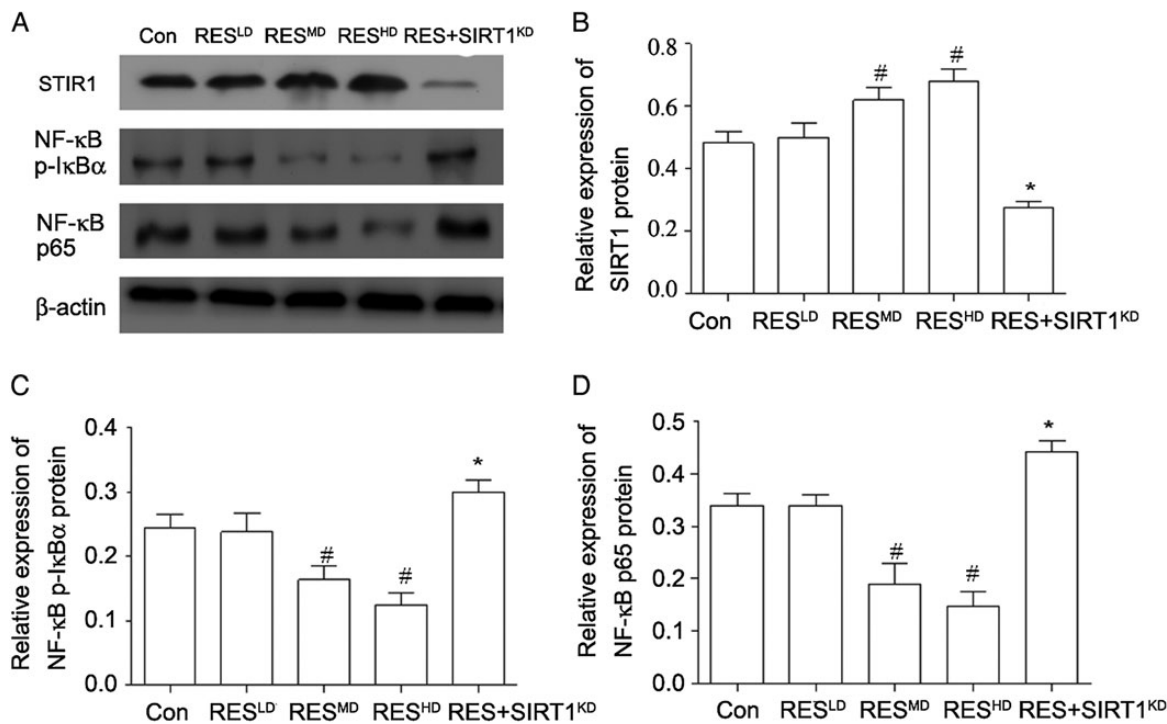 A
Con RES^LD RES^MD RES^HD RES+SIRT1^KD
STIR1
NF-κB
p-IκBα
NF-κB
p65
β-actin
B
Relative expression of
SIRT1 protein
0.8
0.6
0.4
0.2
0.0
#
#
*
Con RES^LD RES^MD RES^HD RES+SIRT1^KD
C
Relative expression of
NF-κB p-IκBα protein
0.4
0.3
0.2
0.1
0.0
#
#
*
Con RES^LD RES^MD RES^HD RES+SIRT1^KD
D
Relative expression of
NF-κB p65 protein
0.5
0.4
0.3
0.2
0.1
0.0
#
#
*
Con RES^LD RES^MD RES^HD RES+SIRT1^KD